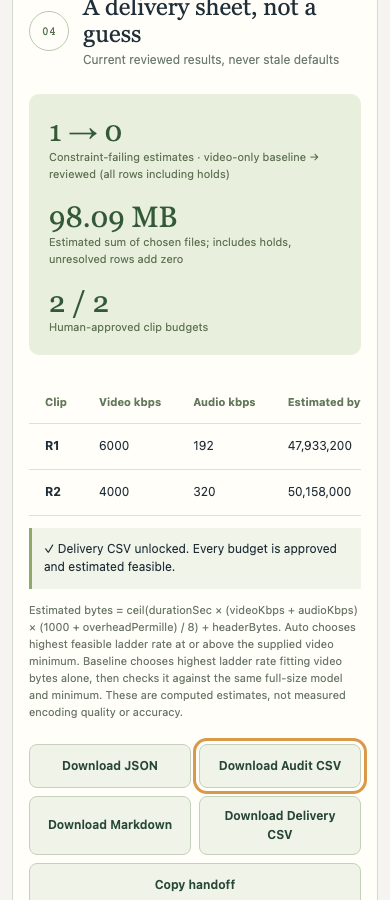 04
A delivery sheet, not a
guess
Current reviewed results, never stale defaults
1 → 0
Constraint-failing estimates · video-only baseline →
reviewed (all rows including holds)
98.09 MB
Estimated sum of chosen files; includes holds,
unresolved rows add zero
2 / 2
Human-approved clip budgets
Clip Video kbps Audio kbps Estimated by
R1 6000 192 47,933,200
R2 4000 320 50,158,000
✓ Delivery CSV unlocked. Every budget is approved
and estimated feasible.
Estimated bytes = ceil(durationSec × (videoKbps + audioKbps)
× (1000 + overheadPermille) / 8) + headerBytes. Auto chooses
highest feasible ladder rate at or above the supplied video
minimum. Baseline chooses highest ladder rate fitting video
bytes alone, then checks it against the same full-size model
and minimum. These are computed estimates, not measured
encoding quality or accuracy.
Download JSON
Download Audit CSV
Download Markdown
Download Delivery
CSV
Copy handoff